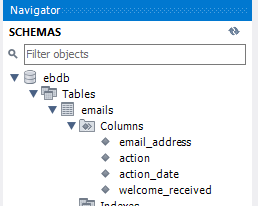 Navigator
SCHEMAS
Filter objects
ebdb
Tables
emails
Columns
email_address
action
action_date
welcome_received
Indexes